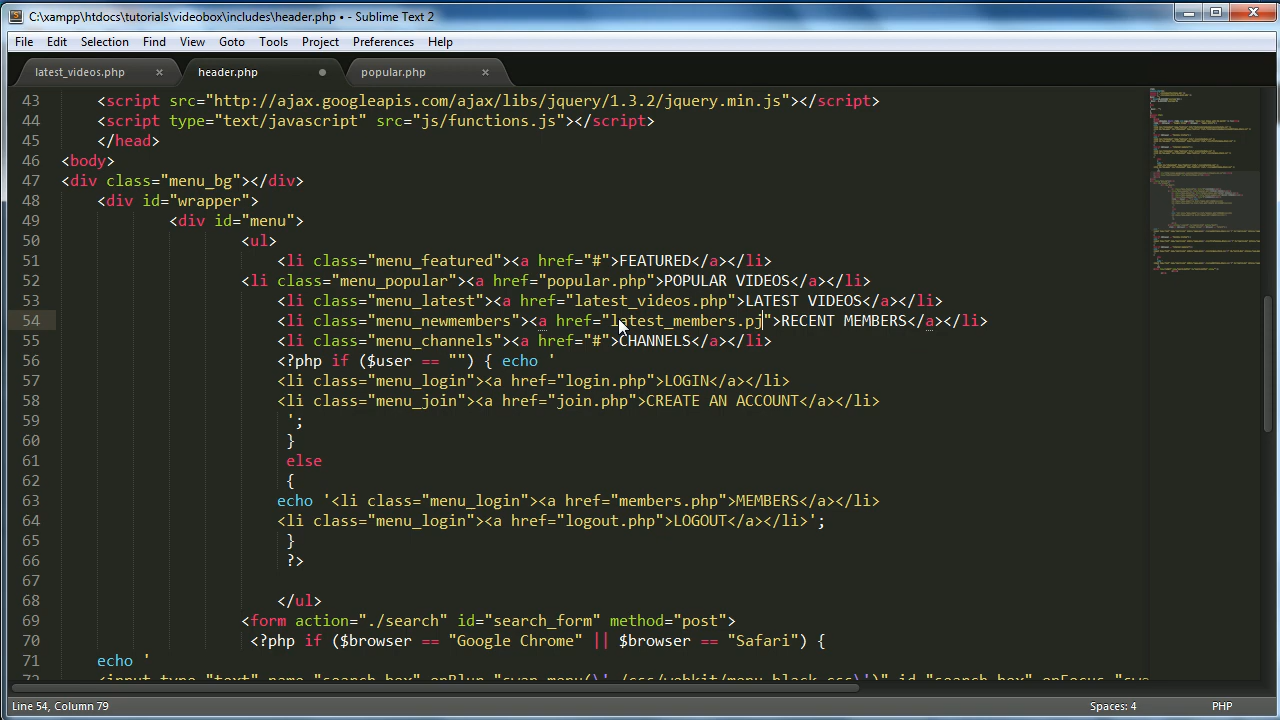 C:\xampp\htdocs\tutorials\videobox\includes\header.php • - Sublime Text 2
File Edit Selection Find View Goto Tools Project Preferences Help
latest_videos.php × header.php popular.php ×
43 <script src="http://ajax.googleapis.com/ajax/libs/jquery/1.3.2/jquery.min.js"></script>
44 <script type="text/javascript" src="js/functions.js"></script>
45 </head>
46 <body>
47 <div class="menu_bg"></div>
48 <div id="wrapper">
49 <div id="menu">
50 <ul>
51 <li class="menu_featured"><a href="#">FEATURED</a></li>
52 <li class="menu_popular"><a href="popular.php">POPULAR VIDEOS</a></li>
53 <li class="menu_latest"><a href="latest_videos.php">LATEST VIDEOS</a></li>
54 <li class="menu_newmembers"><a href="latest_members.pj">RECENT MEMBERS</a></li>
55 <li class="menu_channels"><a href="#">CHANNELS</a></li>
56 <?php if ($user == "") { echo '
57 <li class="menu_login"><a href="login.php">LOGIN</a></li>
58 <li class="menu_join"><a href="join.php">CREATE AN ACCOUNT</a></li>
59 ';
60 }
61 else
62 {
63 echo '<li class="menu_login"><a href="members.php">MEMBERS</a></li>
64 <li class="menu_login"><a href="logout.php">LOGOUT</a></li>';
65 }
66 ?>
67
68 </ul>
69 <form action="./search" id="search_form" method="post">
70 <?php if ($browser == "Google Chrome" || $browser == "Safari") {
71 echo '
Line 54, Column 79 Spaces: 4 PHP